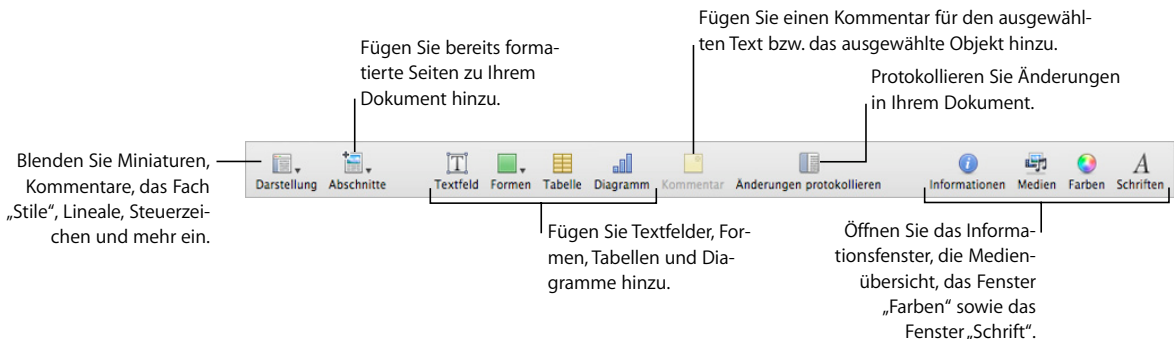 Fügen Sie einen Kommentar für den ausgewähl-
ten Text bzw. das ausgewählte Objekt hinzu.
Fügen Sie bereits forma-
tierte Seiten zu Ihrem
Dokument hinzu.
Protokollieren Sie Änderungen
in Ihrem Dokument.
Blenden Sie Miniaturen,
Kommentare, das Fach
„Stile“, Lineale, Steuerzei-
chen und mehr ein.
Darstellung Abschnitte Textfeld Formen Tabelle Diagramm Kommentar Änderungen protokollieren Informationen Medien Farben Schriften
Fügen Sie Textfelder, For-
men, Tabellen und Dia-
gramme hinzu.
Öffnen Sie das Informa-
tionsfenster, die Medien-
übersicht, das Fenster
„Farben“ sowie das
Fenster „Schrift“.